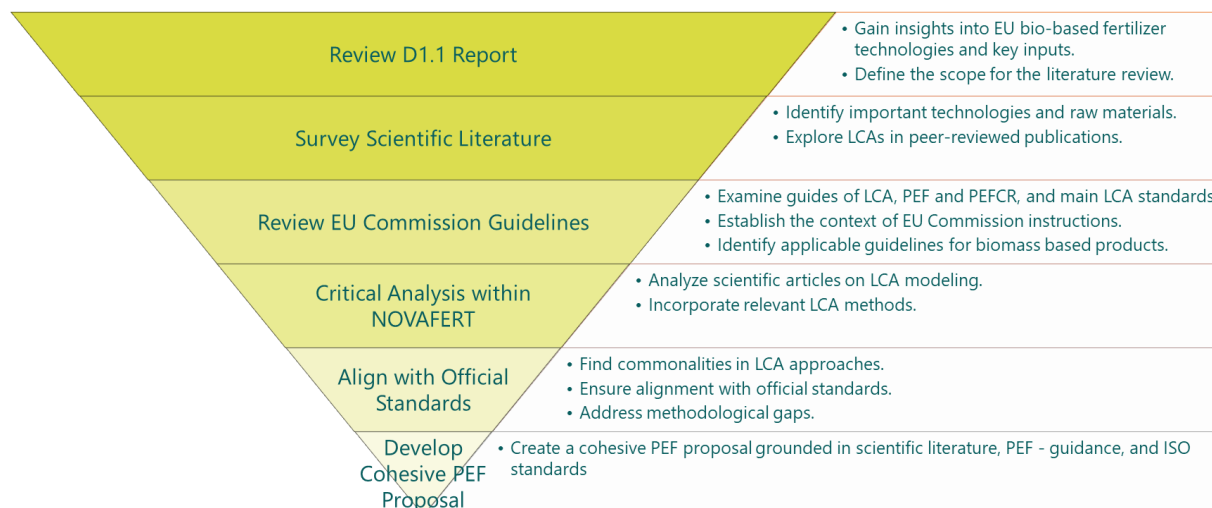 Review D1.1 Report
• Gain insights into EU bio-based fertilizer
technologies and key inputs.
• Define the scope for the literature review.
Survey Scientific Literature
• Identify important technologies and raw materials.
• Explore LCAs in peer-reviewed publications.
Review EU Commission Guidelines
• Examine guides of LCA, PEF and PEFCR, and main LCA standards
• Establish the context of EU Commission instructions.
• Identify applicable guidelines for biomass based products.
Critical Analysis within
NOVAFERT
• Analyze scientific articles on LCA modeling.
• Incorporate relevant LCA methods.
Align with Official
Standards
• Find commonalities in LCA approaches.
• Ensure alignment with official standards.
• Address methodological gaps.
Develop
Cohesive PEF
Proposal
• Create a cohesive PEF proposal grounded in scientific literature, PEF - guidance, and ISO
standards